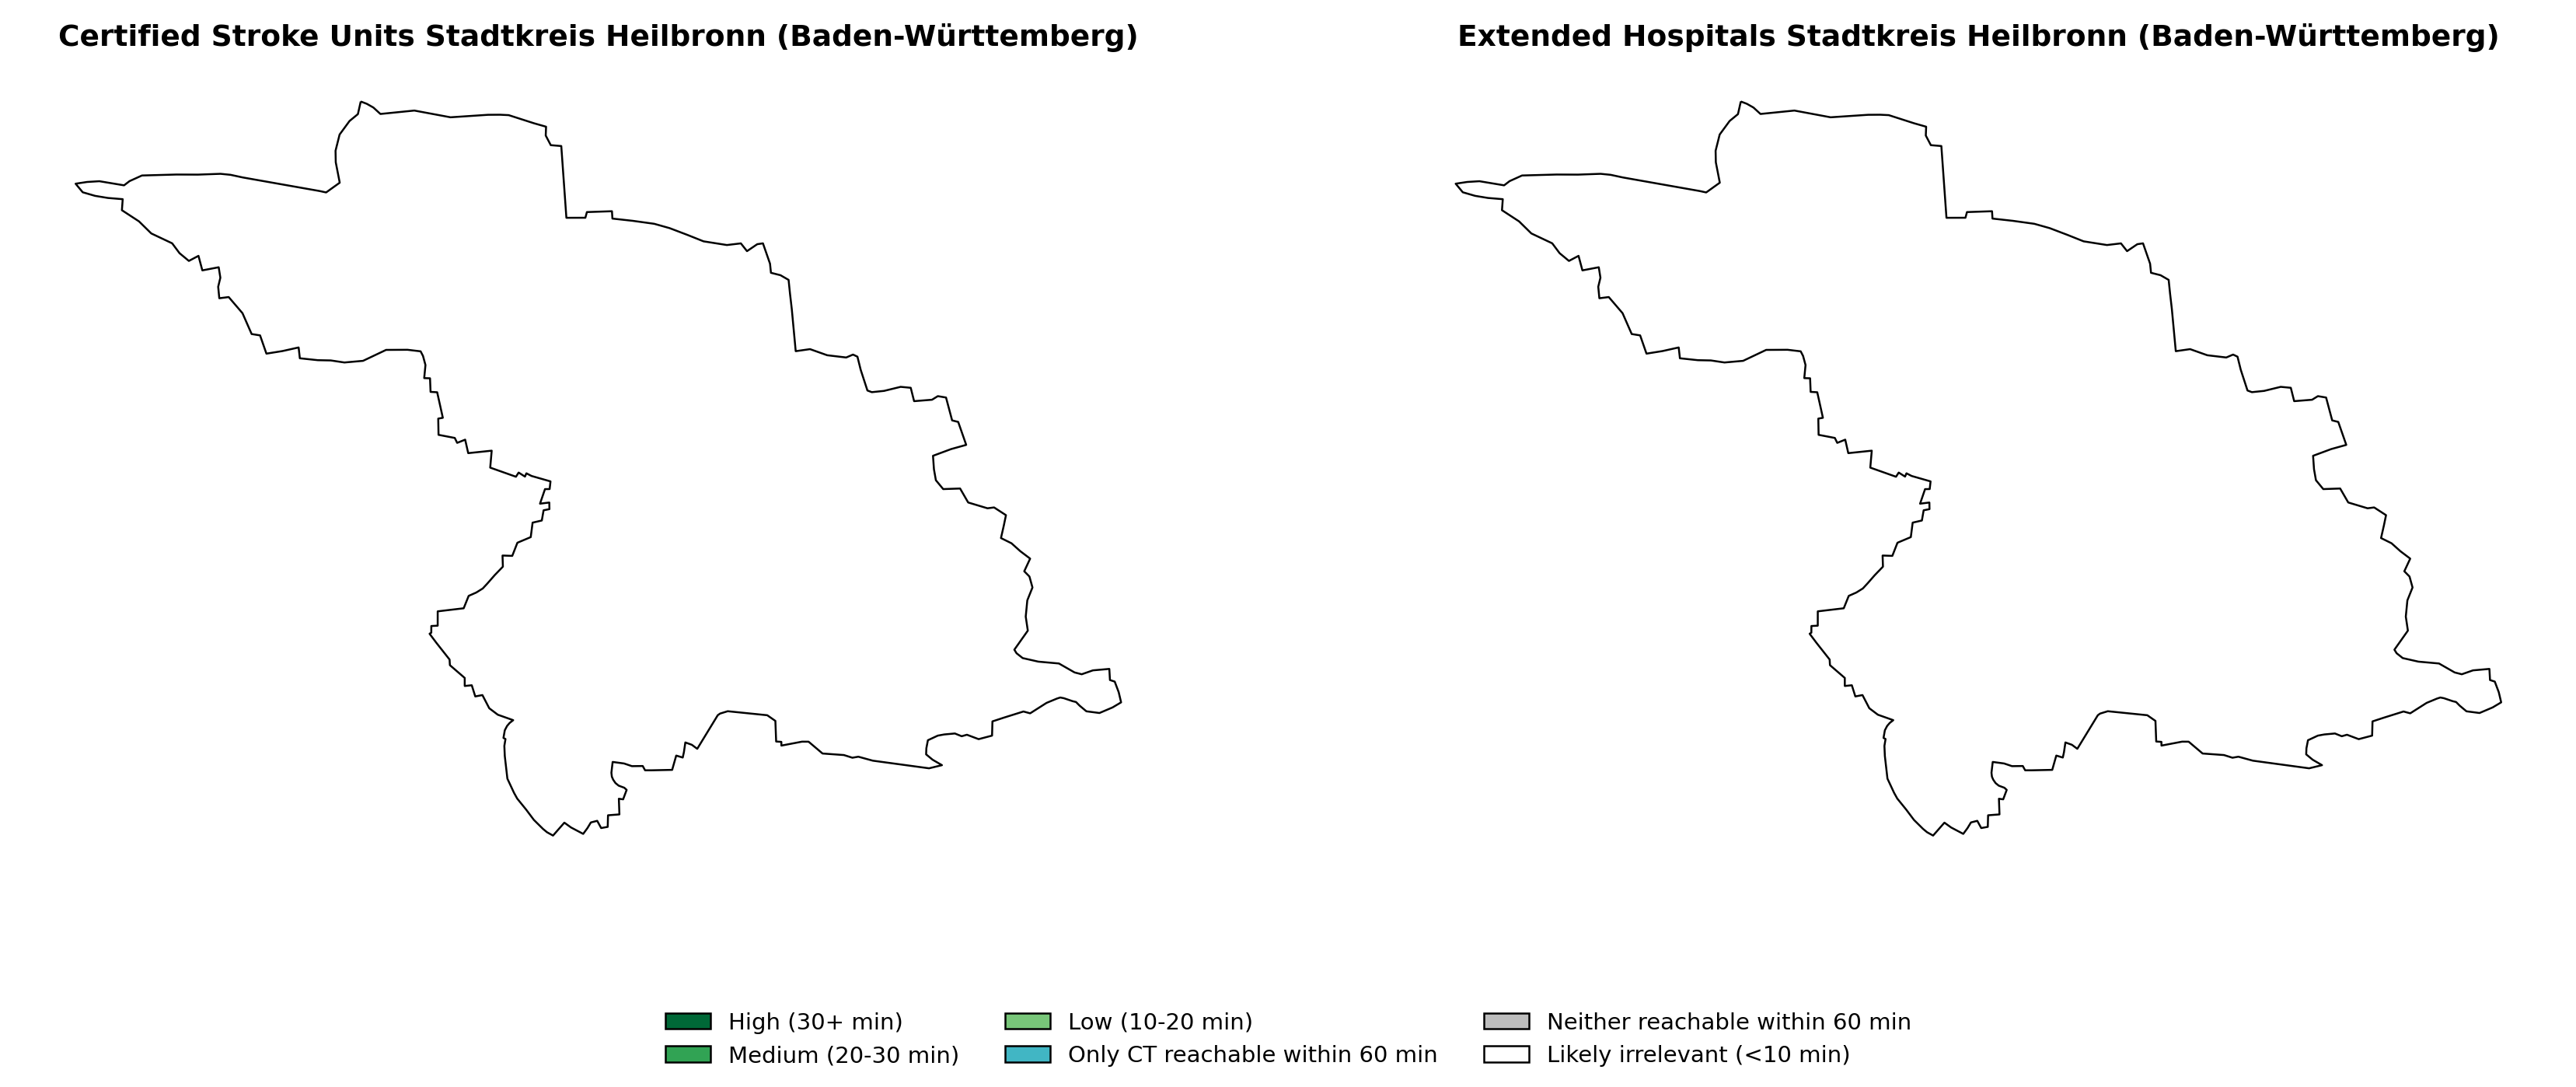 Certified Stroke Units Stadtkreis Heilbronn (Baden-Württemberg)
Extended Hospitals Stadtkreis Heilbronn (Baden-Württemberg)
High (30+ min)
Medium (20-30 min)
Low (10-20 min)
Only CT reachable within 60 min
Neither reachable within 60 min
Likely irrelevant (<10 min)